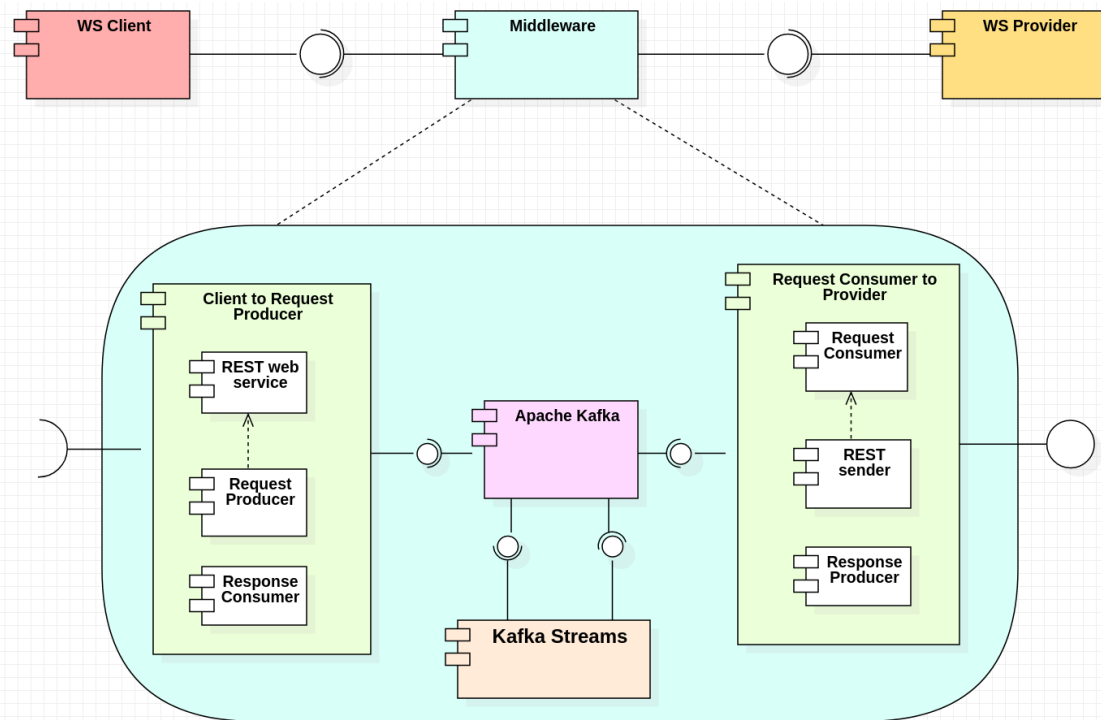 WS Client
Middleware
WS Provider
Client to Request
Producer
REST web
service
Request
Producer
Response
Consumer
Apache Kafka
Kafka Streams
Request Consumer to
Provider
Request
Consumer
REST
sender
Response
Producer